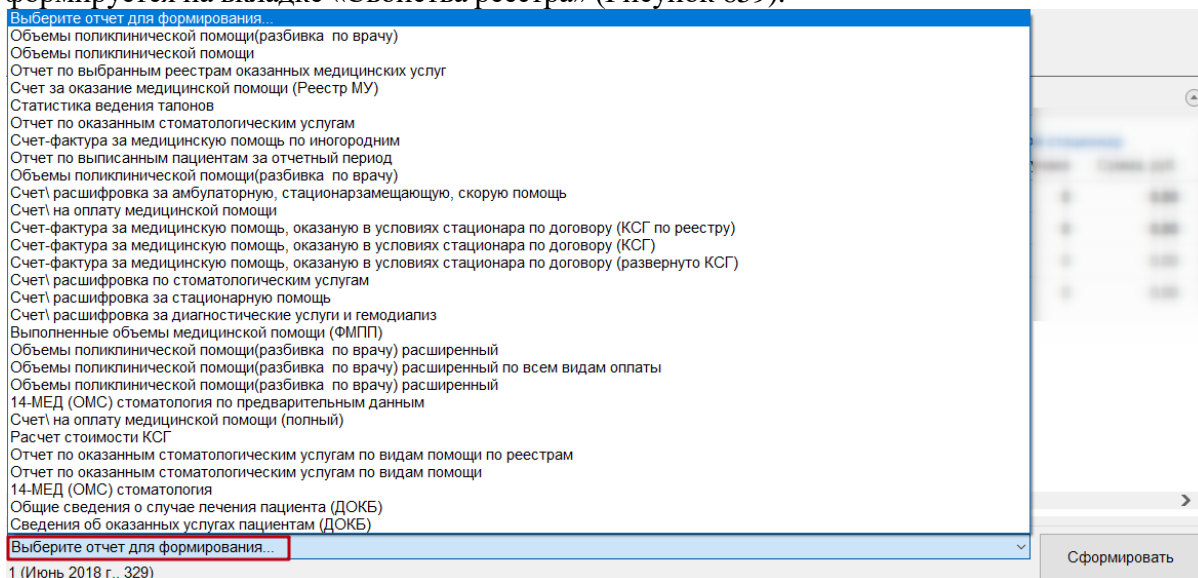 формируется на вкладке «Свойства реестра» (Рисунок 639).
Выберите отчет для формирования...
Объемы поликлинической помощи(разбивка по врачу)
Объемы поликлинической помощи
Отчет по выбранным реестрам оказанных медицинских услуг
Счет за оказание медицинской помощи (Реестр МУ)
Статистика ведения талонов
Отчет по оказанным стоматологическим услугам
Счет-фактура за медицинскую помощь по иногородним
Отчет по выписанным пациентам за отчетный период
Объемы поликлинической помощи(разбивка по врачу)
Счет\ расшифровка за амбулаторную, стационарзамещающую, скорую помощь
Счет\ на оплату медицинской помощи
Счет-фактура за медицинскую помощь, оказаную в условиях стационара по договору (КСГ по реестру)
Счет-фактура за медицинскую помощь, оказаную в условиях стационара по договору (КСГ)
Счет-фактура за медицинскую помощь, оказаную в условиях стационара по договору (развернуто КСГ)
Счет\ расшифровка по стоматологическим услугам
Счет\ расшифровка за стационарную помощь
Счет\ расшифровка за диагностические услуги и гемодиализ
Выполненные объемы медицинской помощи (ФМПП)
Объемы поликлинической помощи(разбивка по врачу) расширенный
Объемы поликлинической помощи(разбивка по врачу) расширенный по всем видам оплаты
Объемы поликлинической помощи(разбивка по врачу) расширенный
14-МЕД (ОМС) стоматология по предварительным данным
Счет\ на оплату медицинской помощи (полный)
Расчет стоимости КСГ
Отчет по оказанным стоматологическим услугам по видам помощи по реестрам
Отчет по оказанным стоматологическим услугам по видам помощи
14-МЕД (ОМС) стоматология
Общие сведения о случае лечения пациента (ДОКБ)
Сведения об оказанных услугах пациентам (ДОКБ)
Выберите отчет для формирования...
Сформировать
1 (Июнь 2018 г., 329)